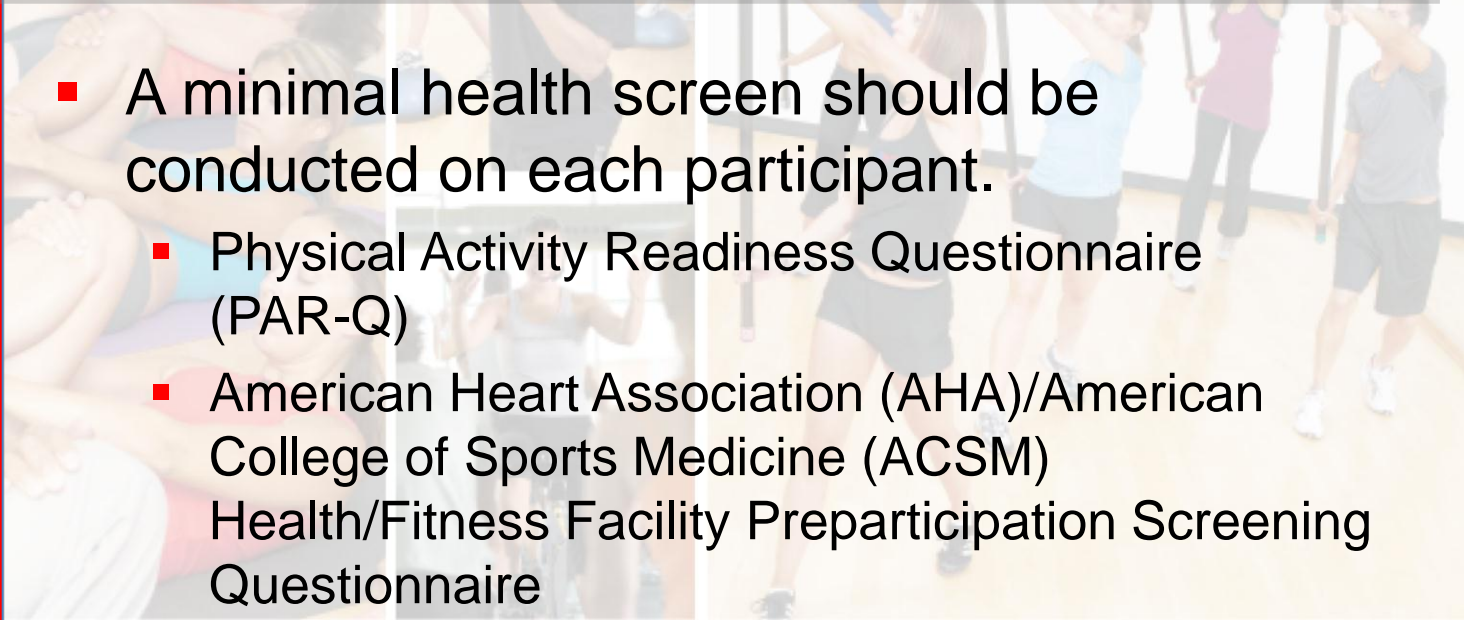 A minimal health screen should be
conducted on each participant.
Physical Activity Readiness Questionnaire
(PAR-Q)
American Heart Association (AHA)/American
College of Sports Medicine (ACSM)
Health/Fitness Facility Preparticipation Screening
Questionnaire